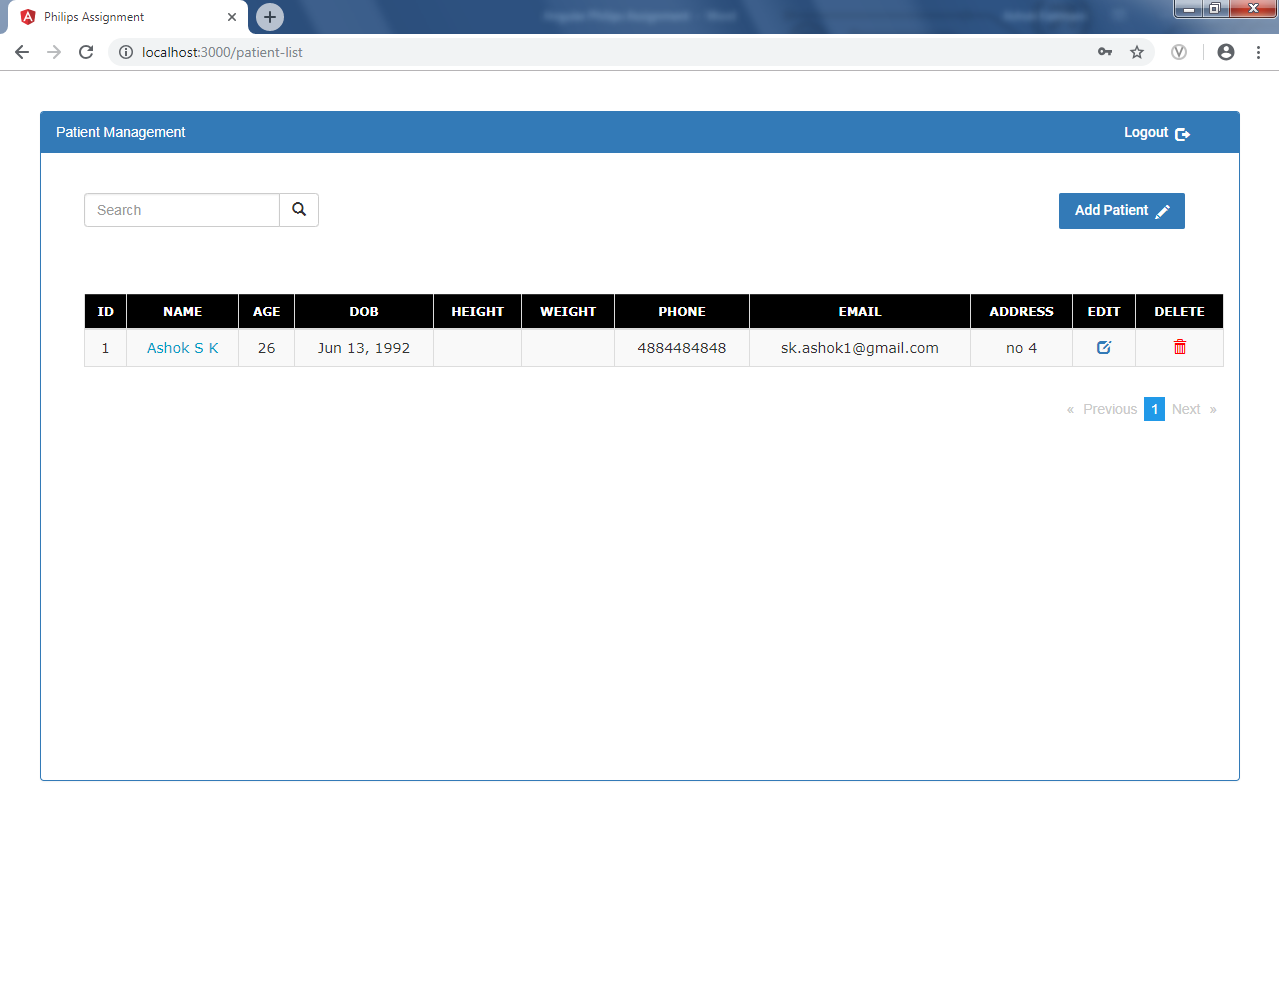 Philips Assignment
localhost:3000/patient-list
Patient Management Logout
Search Add Patient
ID NAME AGE DOB HEIGHT WEIGHT PHONE EMAIL ADDRESS EDIT DELETE
1 Ashok S K 26 Jun 13, 1992 4884484848 sk.ashok1@gmail.com no 4
« Previous 1 Next »